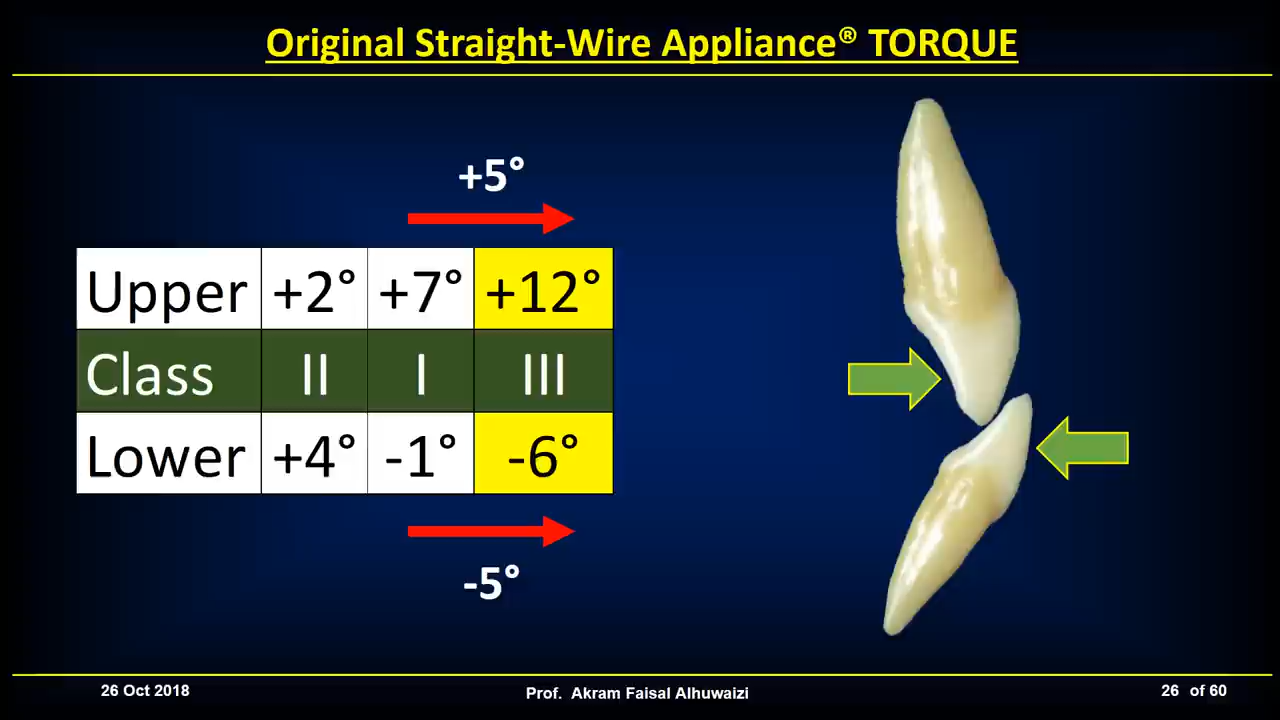 Original Straight-Wire Appliance® TORQUE
+5°
Upper +2° +7° +12°
Class II I III
Lower +4° -1° -6°
-5°
26 Oct 2018 Prof. Akram Faisal Alhuwaizi 26 of 60